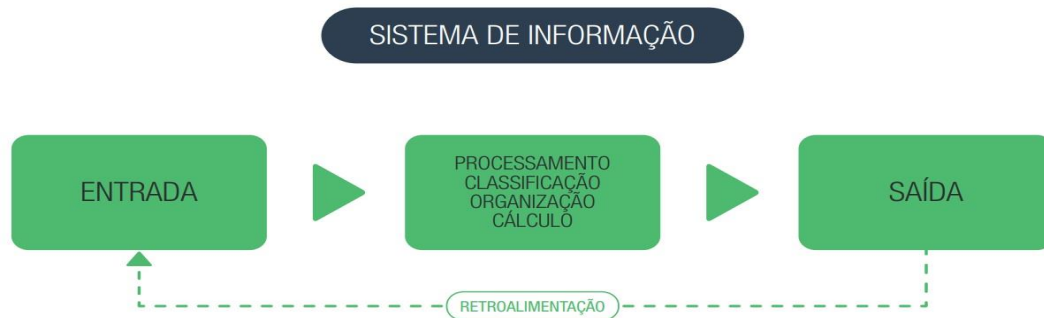 SISTEMA DE INFORMAÇÃO
ENTRADA
PROCESSAMENTO
CLASSIFICAÇÃO
ORGANIZAÇÃO
CÁLCULO
SAÍDA
RETROALIMENTAÇÃO